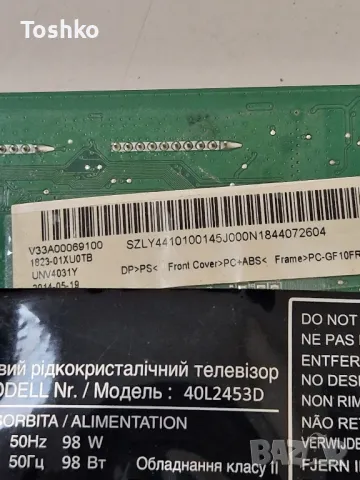 Toshko
V33A00069100
1823-01XU0TB
UNV4031Y
2014-05-19
SZLY4410100145J000N1844072604
DP>PS< Front Cover>PC+ABS< Frame>PC-GF10FR
вий рідкокристалічний телевізор
ODELL Nr. / Модель : 40L2453D
SORBITA / ALIMENTATION
50Hz 98 W
50Гц 98 Вт Обладнання класу II
DO NOT
NE PAS
ENTFER
NO DES
NON RIM
NÃO RET
VERWIJDE
FJERN I
bazar